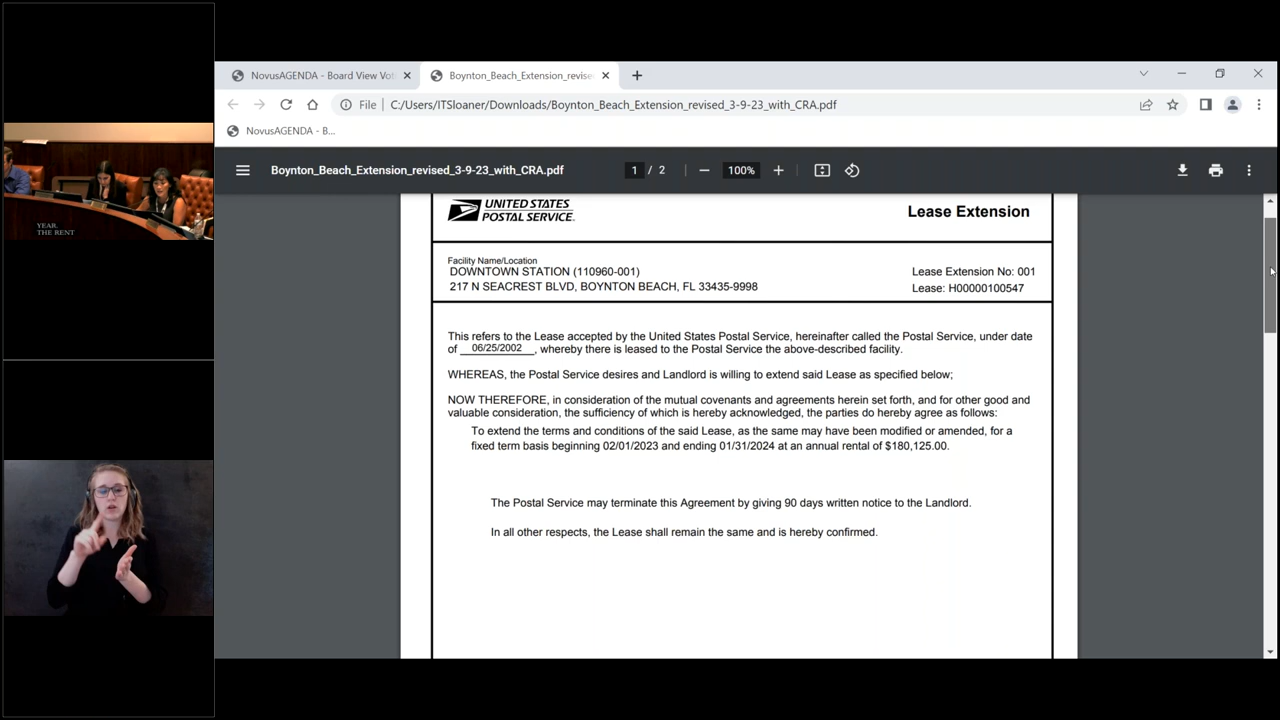 NovusAGENDA - Board View Vot
Boynton_Beach_Extension_revise
File
C:/Users/ITSloaner/Downloads/Boynton_Beach_Extension_revised_3-9-23_with_CRA.pdf
NovusAGENDA - B...
Boynton_Beach_Extension_revised_3-9-23_with_CRA.pdf
1 / 2
100%
YEAR.
THE RENT
UNITED STATES
POSTAL SERVICE.
Lease Extension
Facility Name/Location
DOWNTOWN STATION (110960-001)
217 N SEACREST BLVD, BOYNTON BEACH, FL 33435-9998
Lease Extension No: 001
Lease: H00000100547
This refers to the Lease accepted by the United States Postal Service, hereinafter called the Postal Service, under date
of 06/25/2002, whereby there is leased to the Postal Service the above-described facility.
WHEREAS, the Postal Service desires and Landlord is willing to extend said Lease as specified below;
NOW THEREFORE, in consideration of the mutual covenants and agreements herein set forth, and for other good and
valuable consideration, the sufficiency of which is hereby acknowledged, the parties do hereby agree as follows:
To extend the terms and conditions of the said Lease, as the same may have been modified or amended, for a
fixed term basis beginning 02/01/2023 and ending 01/31/2024 at an annual rental of $180,125.00.
The Postal Service may terminate this Agreement by giving 90 days written notice to the Landlord.
In all other respects, the Lease shall remain the same and is hereby confirmed.